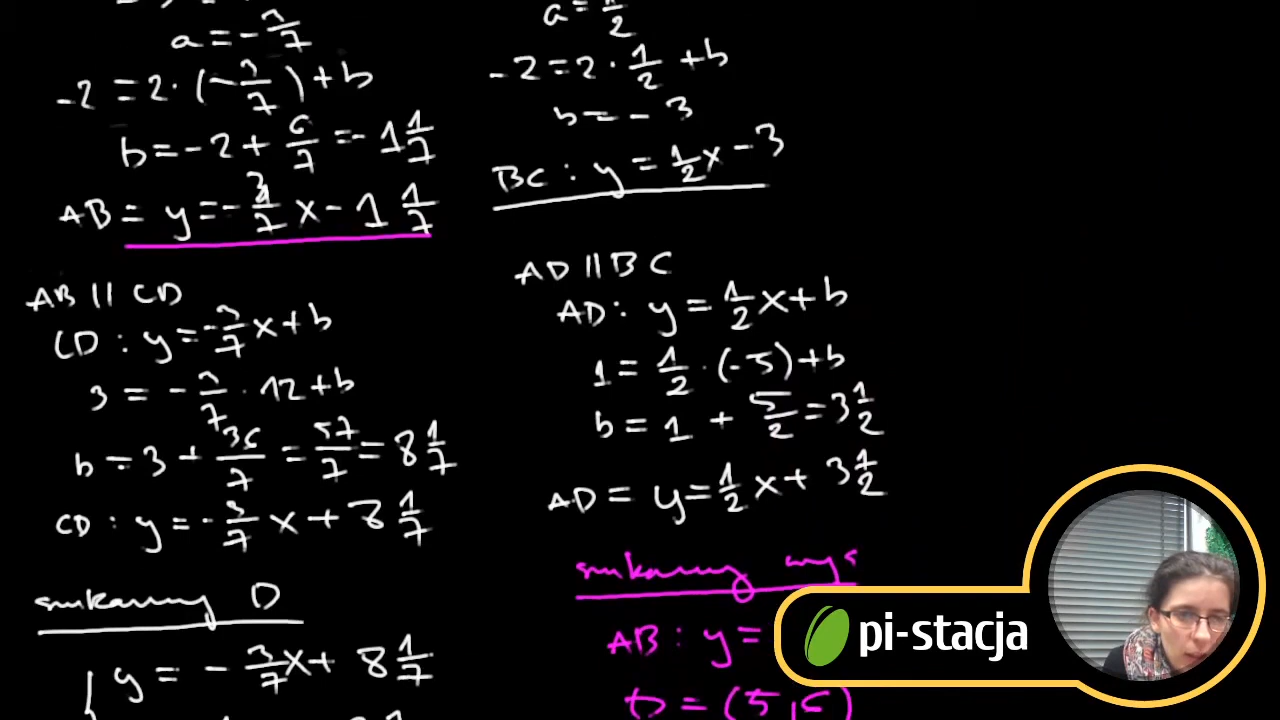 a = -3/7
-2 = 2 · (-3/7) + b
b = -2 + 6/7 = -1 1/7
AB = y = -3/7 x - 1 1/7
AB || CD
CD : y = -3/7 x + b
3 = -3/7 · 12 + b
b = 3 + 36/7 = 57/7 = 8 1/7
CD : y = -3/7 x + 8 1/7
szukamy D
y = -3/7 x + 8 1/7
a = 1/2
-2 = 2 · 1/2 + b
b = -3
BC : y = 1/2 x - 3
AD || BC
AD : y = 1/2 x + b
1 = 1/2 · (-5) + b
b = 1 + 5/2 = 3 1/2
AD = y = 1/2 x + 3 1/2
szukamy wys
AB : y =
D = (5,6)
pi-stacja